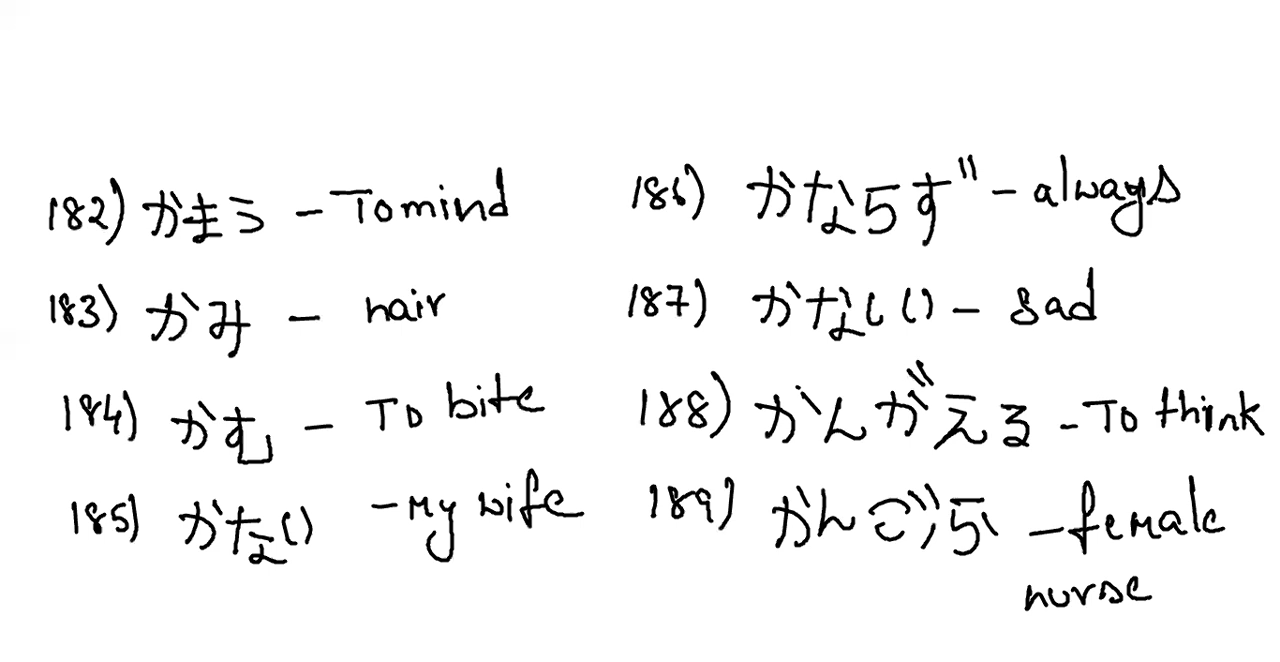 182) かまう - To mind
183) かみ - hair
184) かむ - To bite
185) かない - My wife
186) かならず - always
187) かなしい - sad
188) かんがえる - To think
189) かんごふ - female
nurse